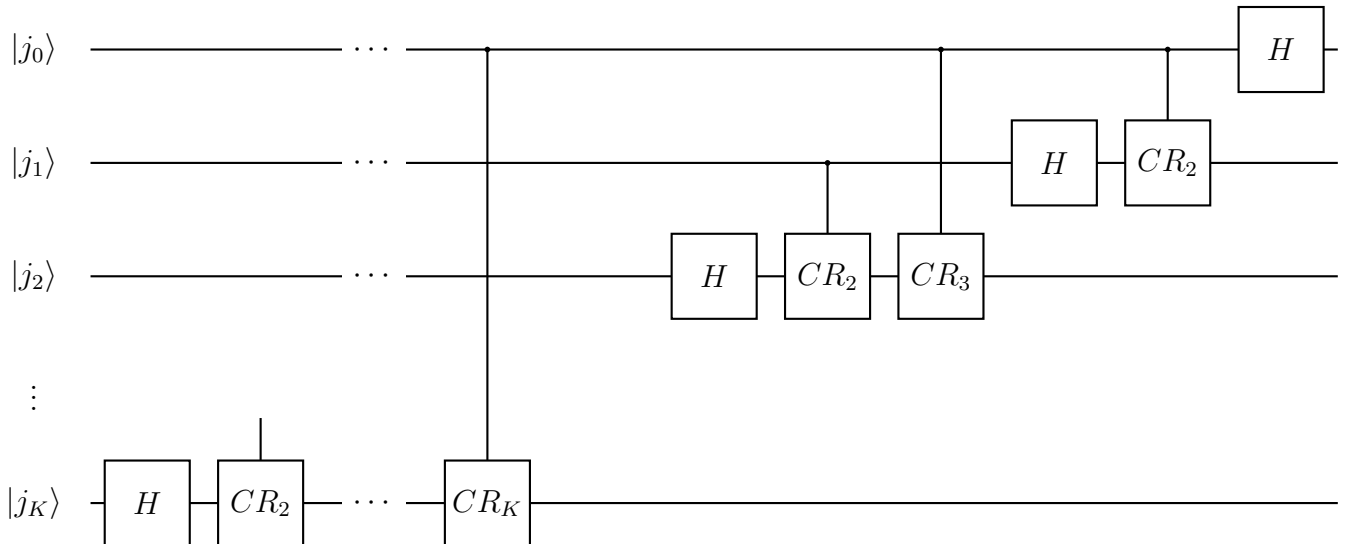 |j₀⟩ ··· H
|j₁⟩ ··· H CR₂
|j₂⟩ ··· H CR₂ CR₃
⋮
|j_K⟩ H CR₂ ··· CR_K